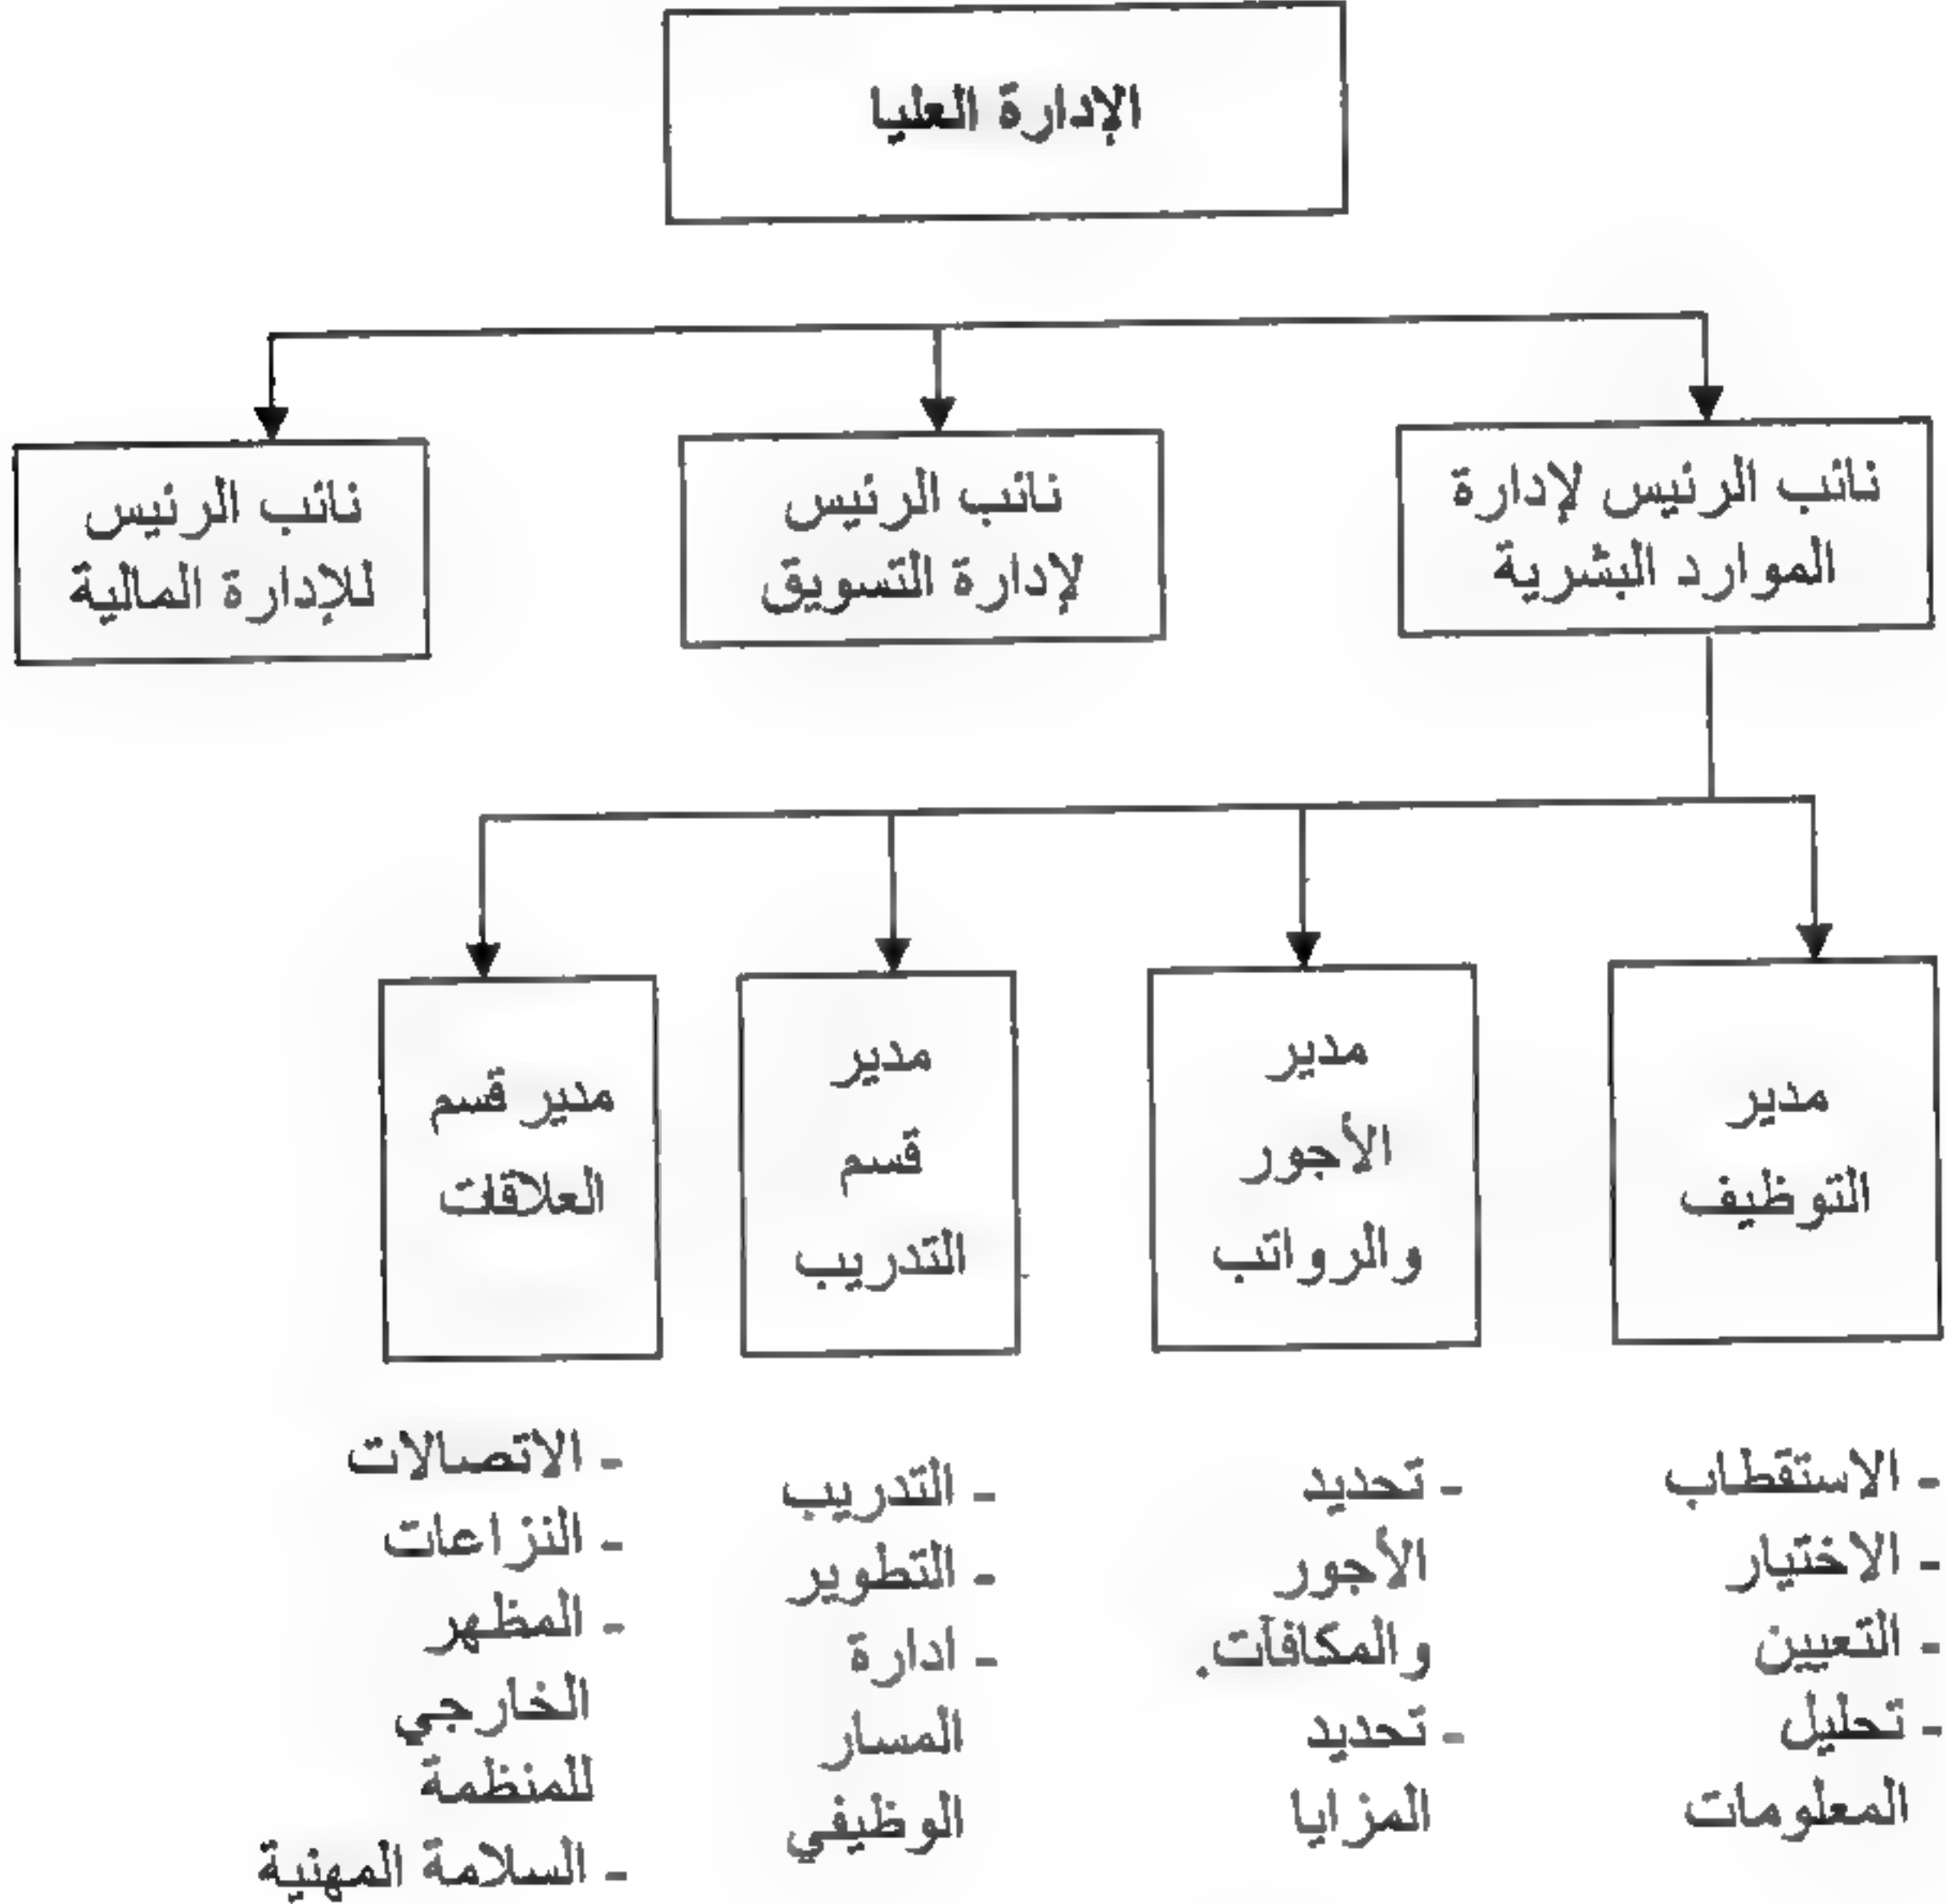 الإدارة العليا
نائب الرئيس لإدارة
الموارد البشرية
نائب الرئيس
لإدارة التسويق
نائب الرئيس
للإدارة المالية
مدير
التوظيف
مدير
الأجور
والرواتب
مدير
قسم
التدريب
مدير قسم
العلاقات
- الاستقطاب
- الاختيار
- التعيين
- تحليل
المعلومات
- تحديد
الأجور
والمكافآت.
- تحديد
المزايا
- التدريب
- التطوير
- ادارة
المسار
الوظيفي
- الاتصالات
- النزاعات
- المظهر
الخارجي
للمنظمة
- السلامة المهنية